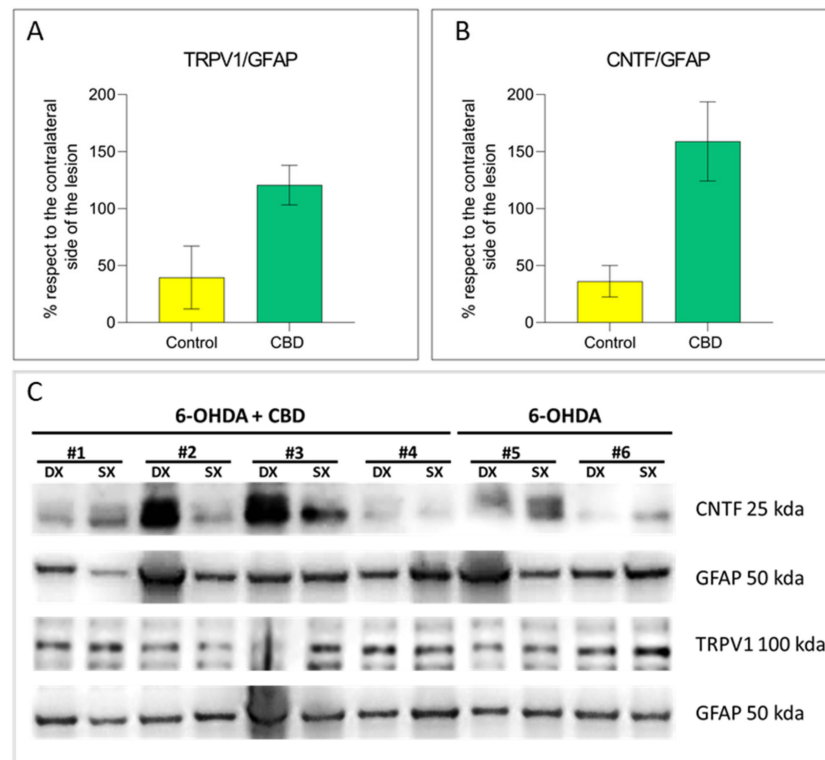 A
TRPV1/GFAP
% respect to the contralateral
side of the lesion
200
150
100
50
0
Control
CBD
B
CNTF/GFAP
% respect to the contralateral
side of the lesion
200
150
100
50
0
Control
CBD
C
6-OHDA + CBD 6-OHDA
#1 #2 #3 #4 #5 #6
DX SX DX SX DX SX DX SX DX SX DX SX
CNTF 25 kda
GFAP 50 kda
TRPV1 100 kda
GFAP 50 kda